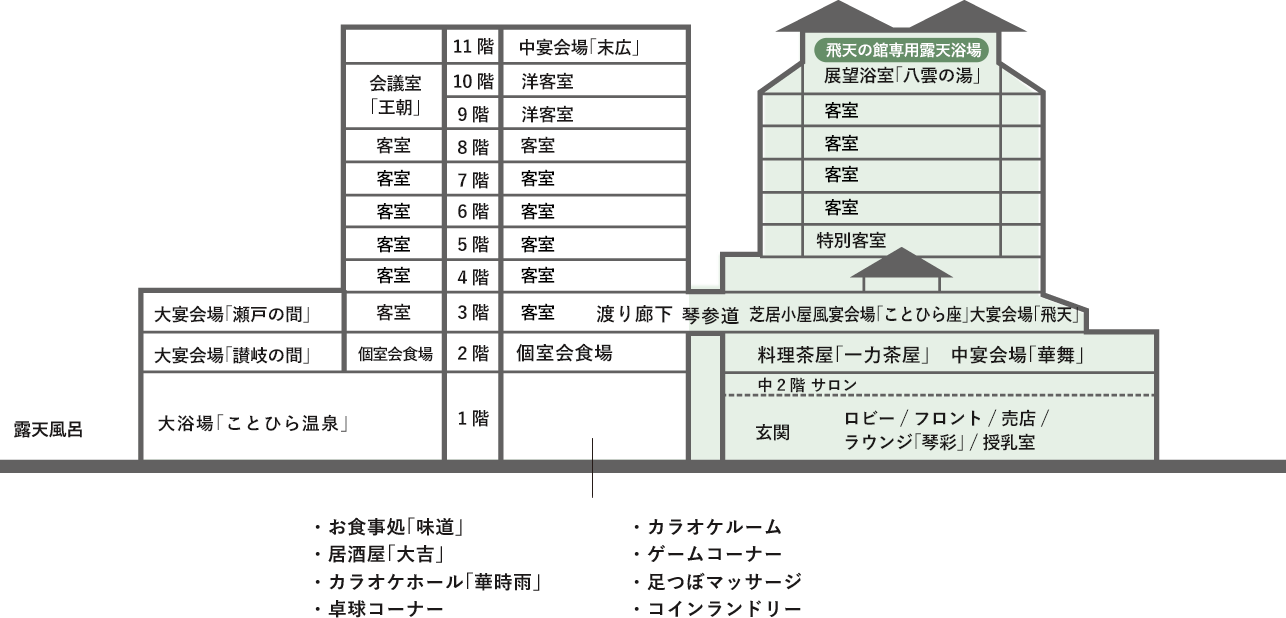 11階
中宴会場「末広」
飛天の館専用露天浴場
会議室
「王朝」
10階
洋客室
展望浴室「八雲の湯」
9階
洋客室
客室
客室
8階
客室
客室
客室
7階
客室
客室
客室
6階
客室
客室
客室
5階
客室
特別客室
客室
4階
客室
大宴会場「瀬戸の間」
客室
3階
客室
渡り廊下
琴参道
芝居小屋風宴会場「ことひら座」大宴会場「飛天」
大宴会場「讃岐の間」
個室会食場
2階
個室会食場
料理茶屋「一力茶屋」 中宴会場「華舞」
中2階 サロン
露天風呂
大浴場「ことひら温泉」
1階
玄関
ロビー / フロント / 売店 /
ラウンジ「琴彩」 / 授乳室
・お食事処「味道」
・居酒屋「大吉」
・カラオケホール「華時雨」
・卓球コーナー
・カラオケルーム
・ゲームコーナー
・足つぼマッサージ
・コインランドリー